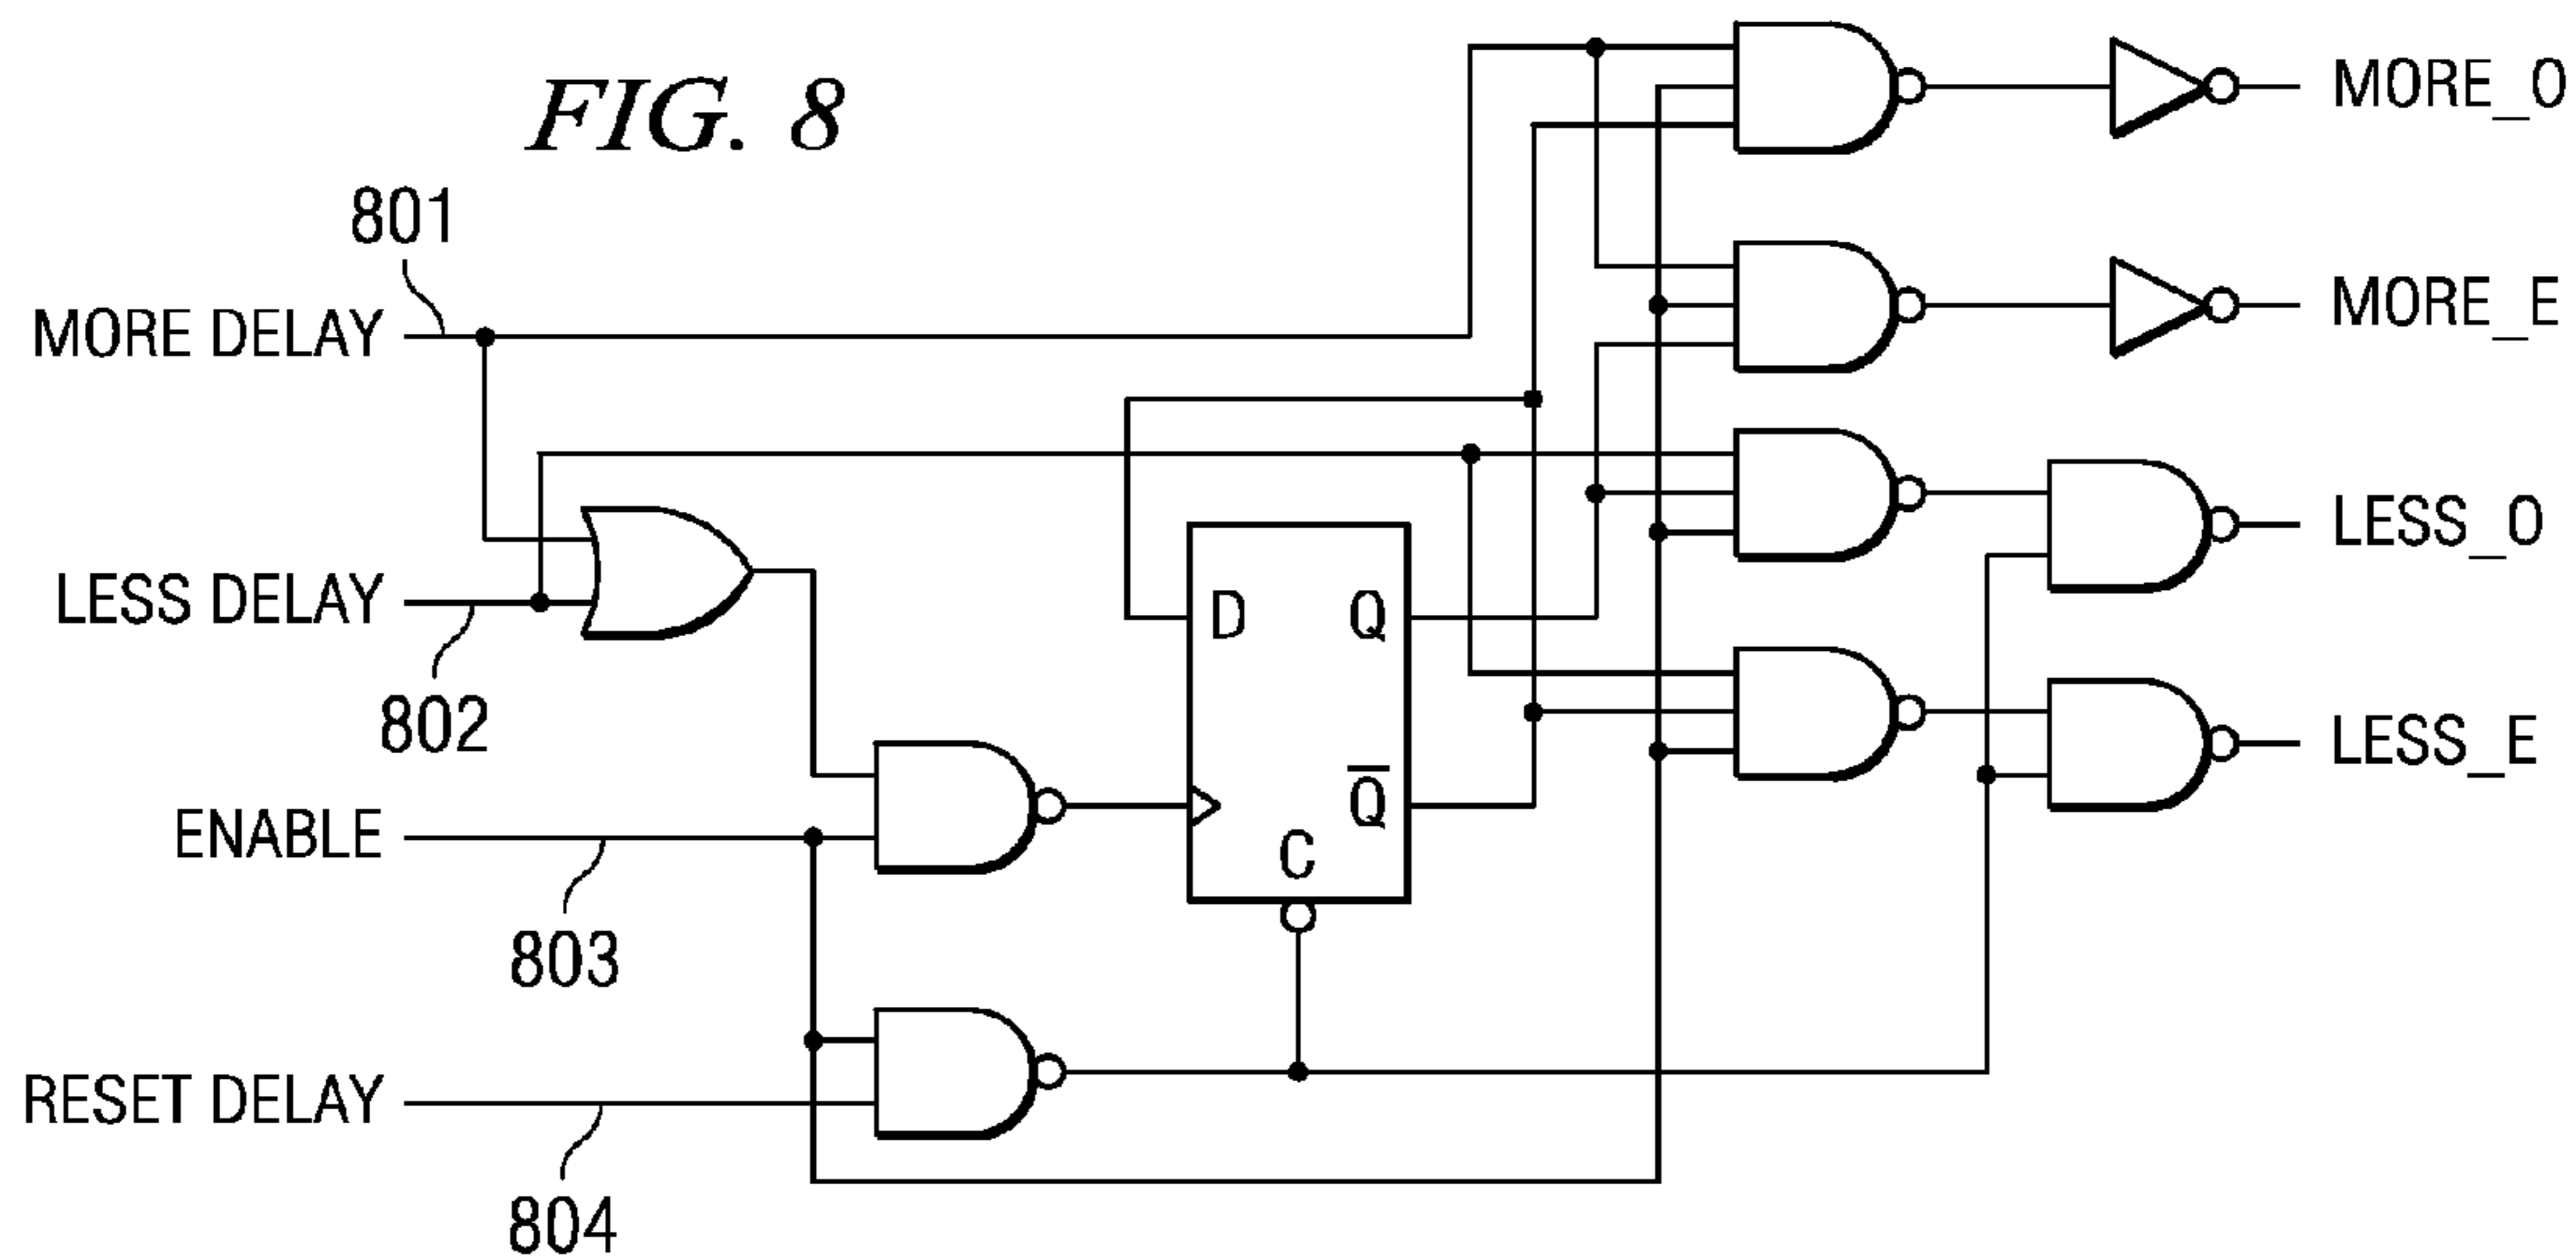 FIG. 8
801
MORE DELAY
LESS DELAY
802
ENABLE
803
RESET DELAY
804
D
Q
Q̅
C
MORE_O
MORE_E
LESS_O
LESS_E